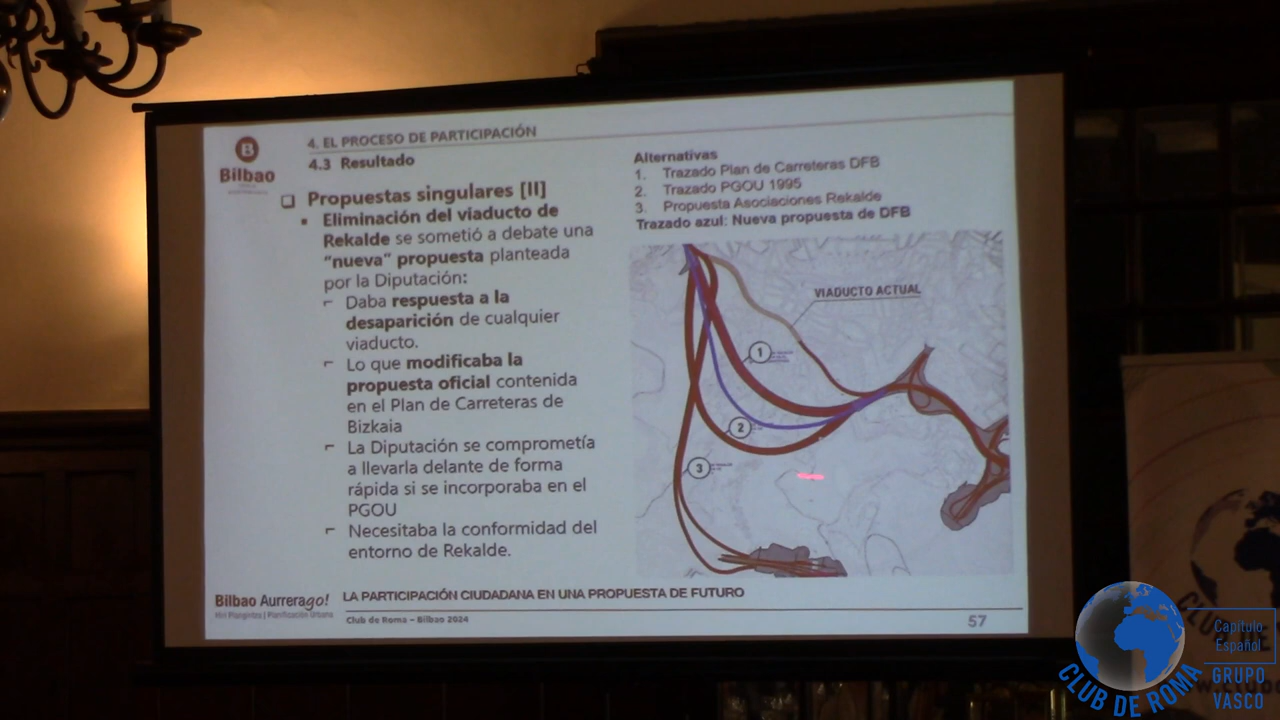 Bilbao
4. EL PROCESO DE PARTICIPACIÓN
4.3 Resultado
Propuestas singulares [II]
Eliminación del viaducto de
Rekalde se sometió a debate una
“nueva” propuesta planteada
por la Diputación:
Daba respuesta a la
desaparición de cualquier
viaducto.
Lo que modificaba la
propuesta oficial contenida
en el Plan de Carreteras de
Bizkaia
La Diputación se comprometía
a llevarla delante de forma
rápida si se incorporaba en el
PGOU
Necesitaba la conformidad del
entorno de Rekalde.
Alternativas
1. Trazado Plan de Carreteras DFB
2. Trazado PGOU 1995
3. Propuesta Asociaciones Rekalde
Trazado azul: Nueva propuesta de DFB
VIADUCTO ACTUAL
1
2
3
Bilbao Aurrerago!
LA PARTICIPACIÓN CIUDADANA EN UNA PROPUESTA DE FUTURO
Club de Roma – Bilbao 2024
57
CLUB DE ROMA
Capítulo
Español
GRUPO
VASCO